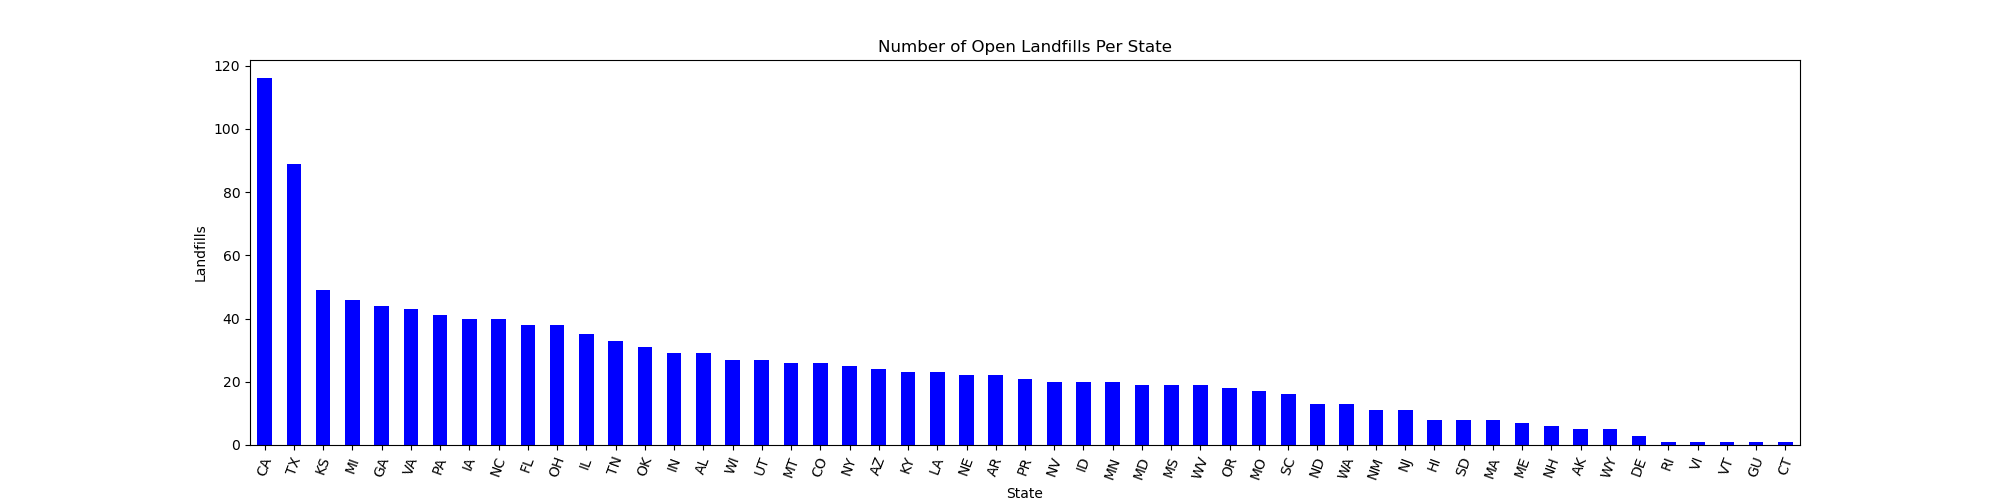 Number of Open Landfills Per State
120
100
80
60
40
20
0
Landfills
CA TX KS MI GA VA PA IA NC FL OH IL TN OK IN AL WI UT MT CO NY AZ KY LA NE AR PR NV ID MN MD MS WV OR MO SC ND WA NM NJ HI SD MA ME NH AK WY DE RI VI VT GU CT
State